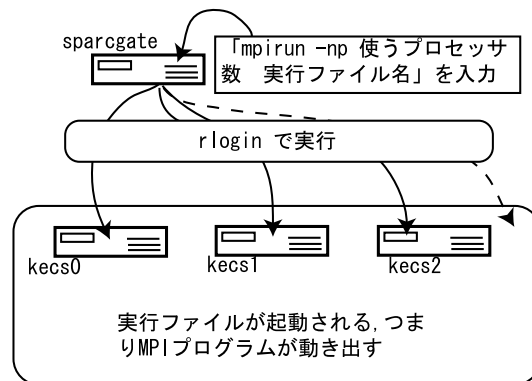 sparcgate
「mpirun -np 使うプロセッサ
数　実行ファイル名」を入力
rlogin で実行
kecs0
kecs1
kecs2
実行ファイルが起動される,つま
りMPIプログラムが動き出す